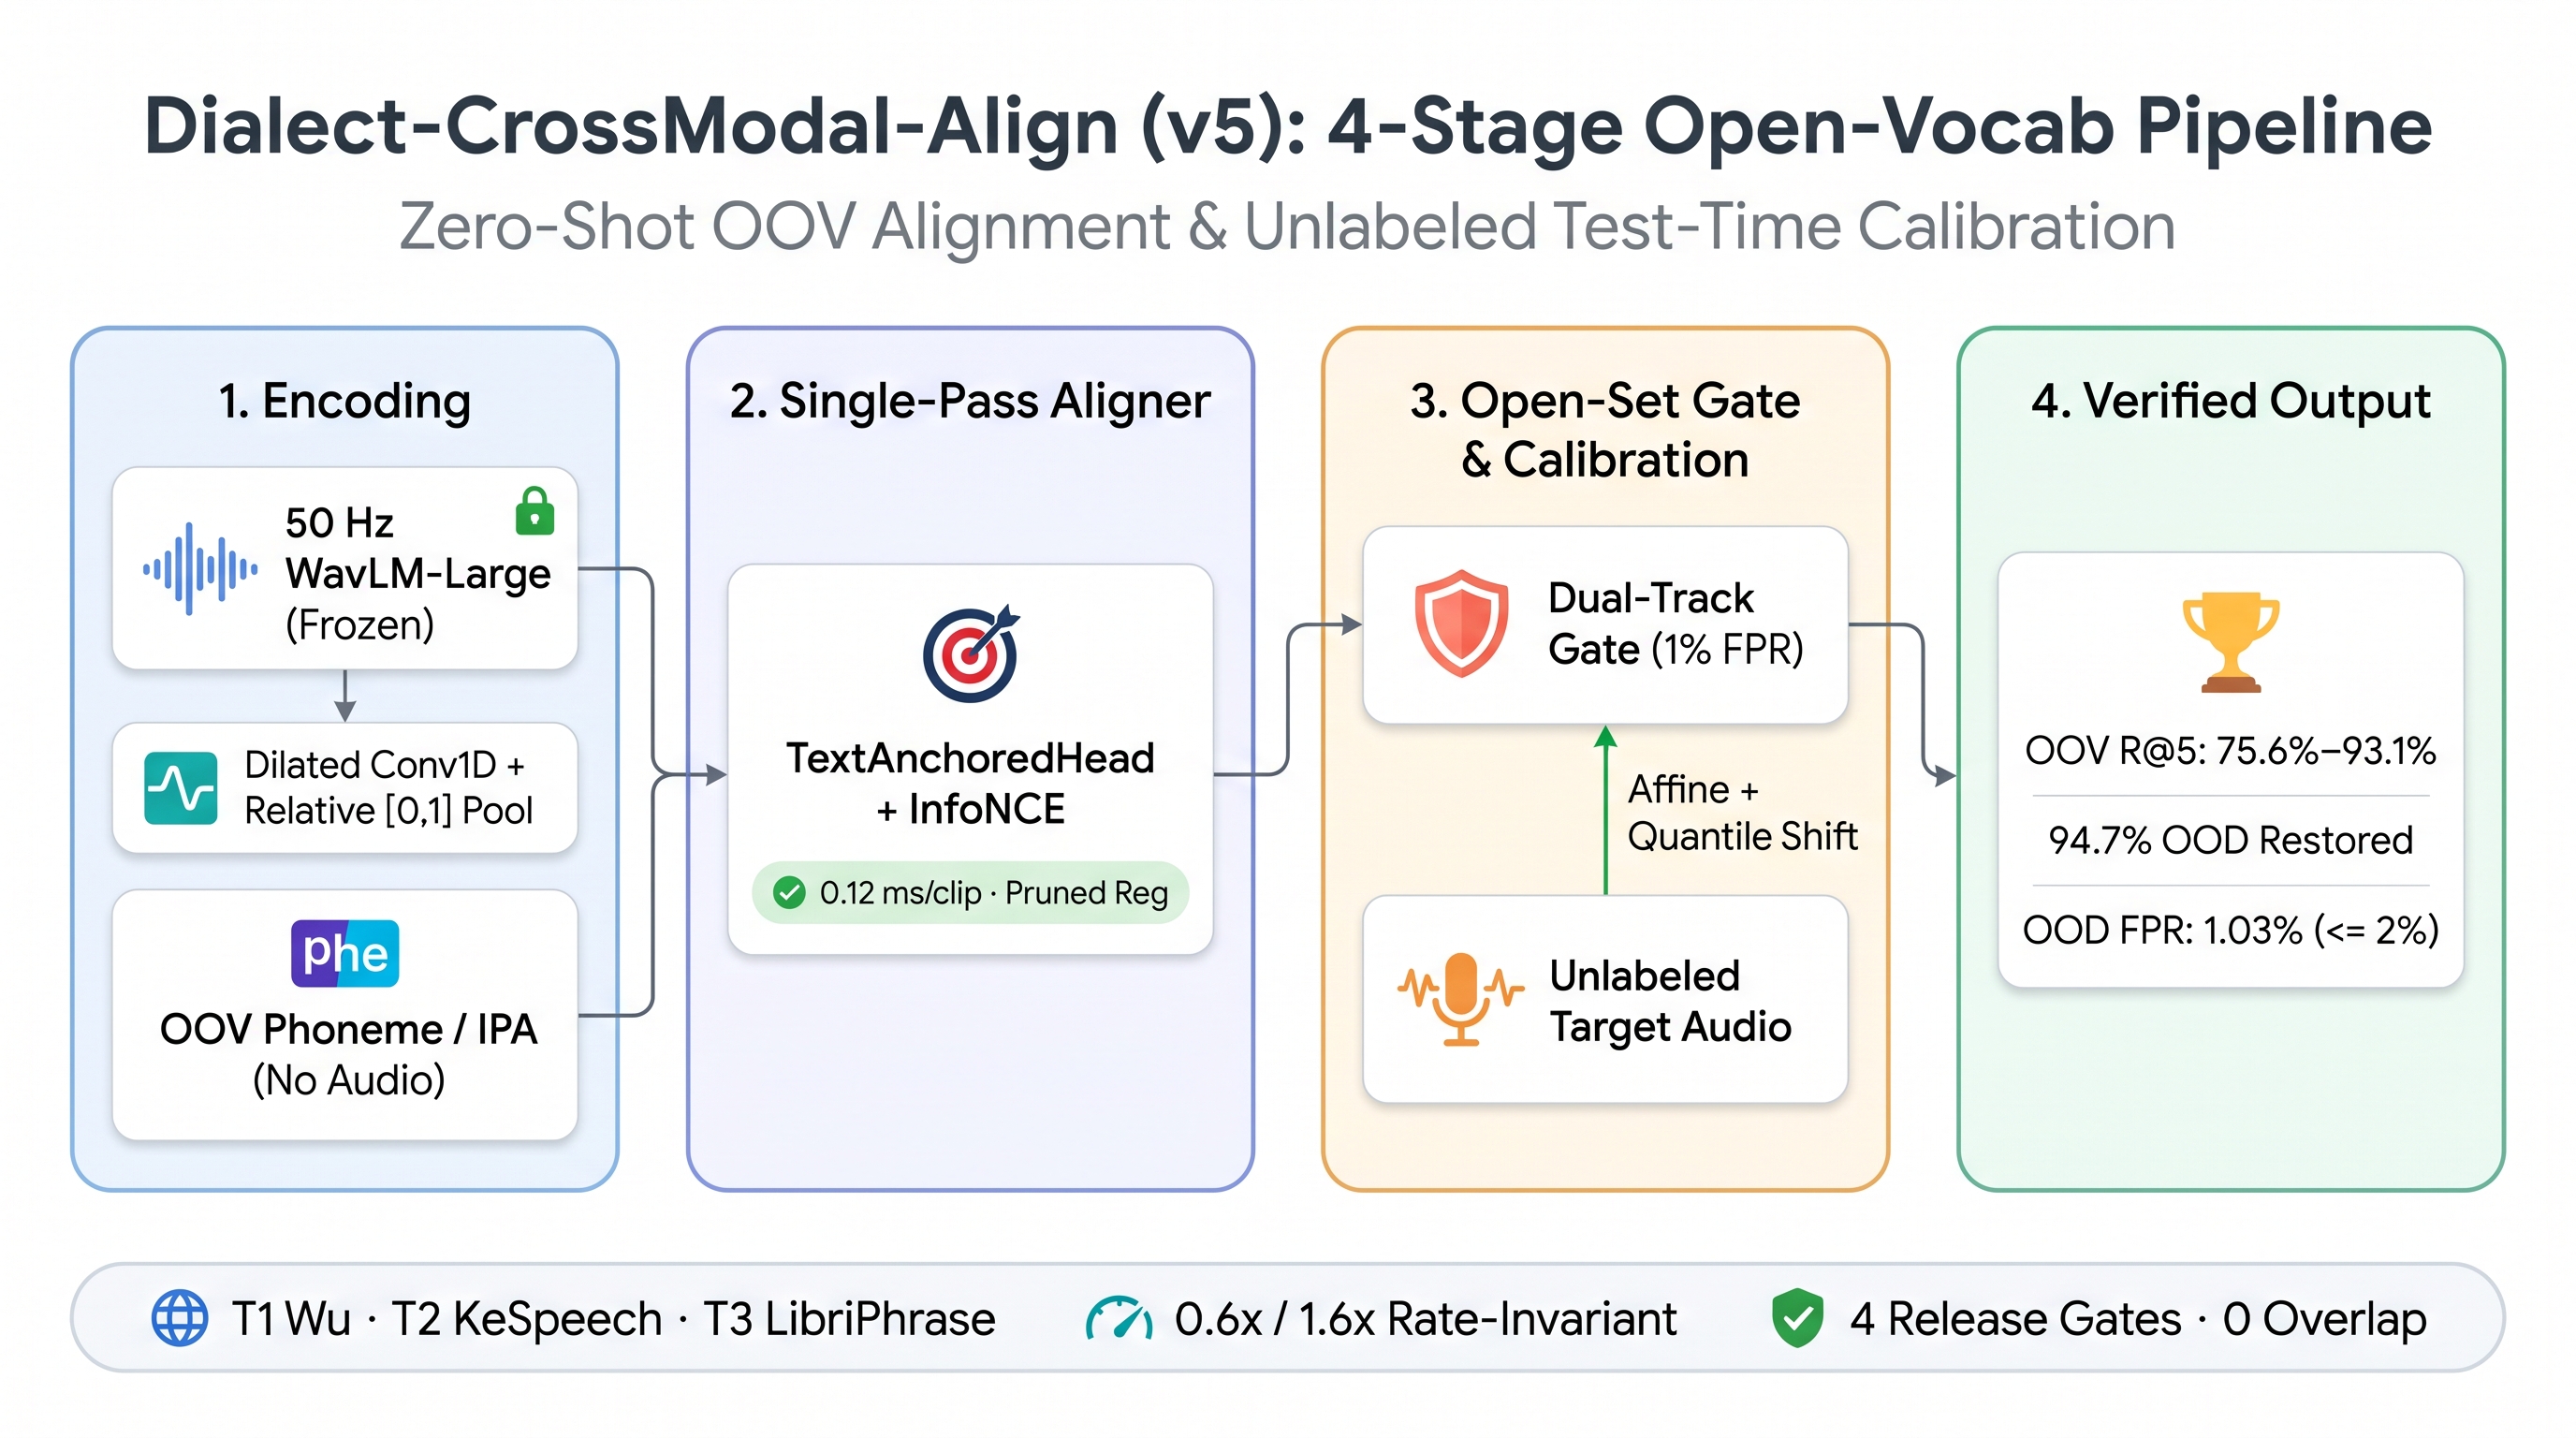 Dialect-CrossModal-Align (v5): 4-Stage Open-Vocab Pipeline
Zero-Shot OOV Alignment & Unlabeled Test-Time Calibration
1. Encoding
50 Hz
WavLM-Large
(Frozen)
Dilated Conv1D +
Relative [0,1] Pool
phe
OOV Phoneme / IPA
(No Audio)
2. Single-Pass Aligner
TextAnchoredHead
+ InfoNCE
0.12 ms/clip · Pruned Reg
3. Open-Set Gate
& Calibration
Dual-Track
Gate (1% FPR)
Affine +
Quantile Shift
Unlabeled
Target Audio
4. Verified Output
OOV R@5: 75.6%–93.1%
94.7% OOD Restored
OOD FPR: 1.03% (<= 2%)
T1 Wu · T2 KeSpeech · T3 LibriPhrase
0.6x / 1.6x Rate-Invariant
4 Release Gates · 0 Overlap